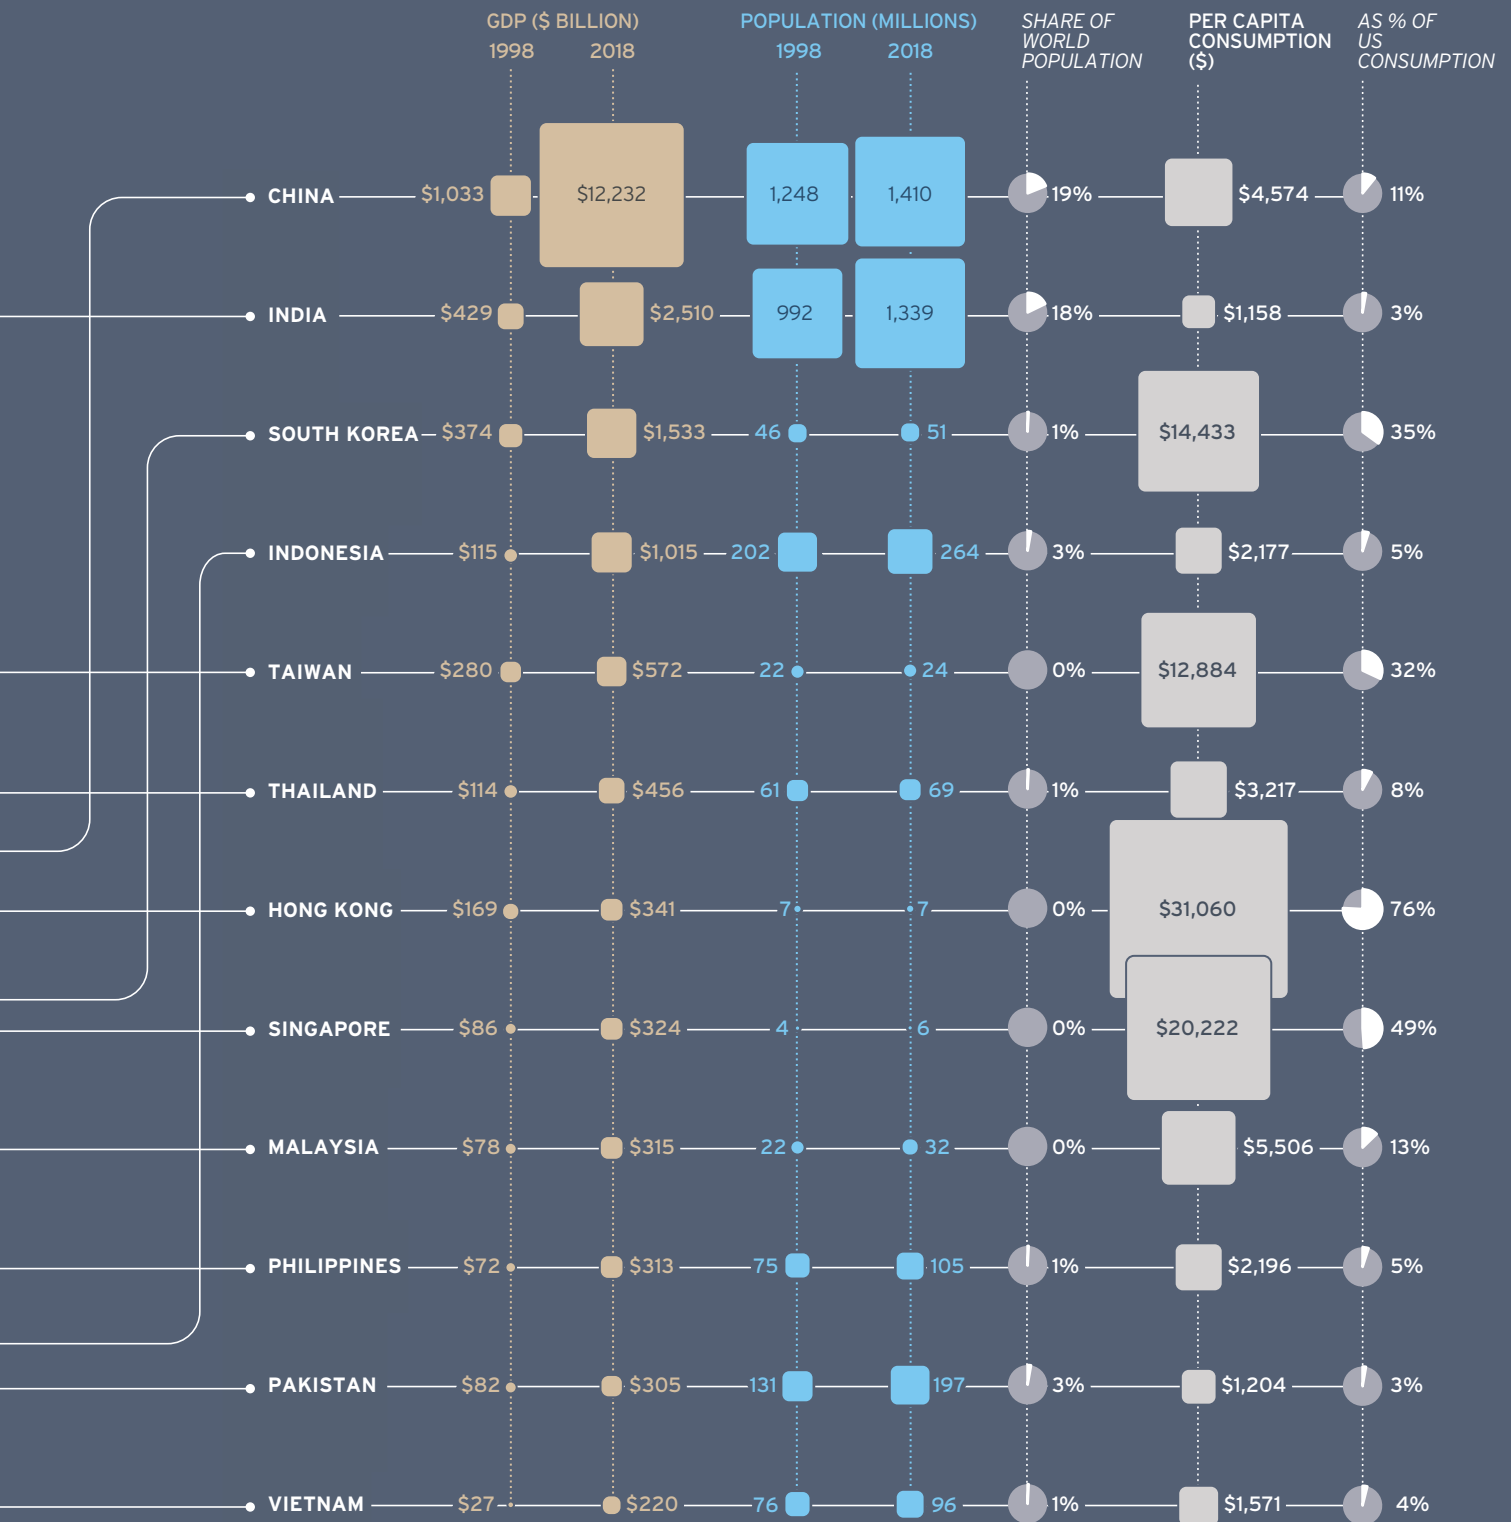 GDP ($ BILLION)
1998 2018
POPULATION (MILLIONS)
1998 2018
SHARE OF
WORLD
POPULATION
PER CAPITA
CONSUMPTION
($)
AS % OF
US
CONSUMPTION
CHINA $1,033 $12,232 1,248 1,410 19% $4,574 11%
INDIA $429 $2,510 992 1,339 18% $1,158 3%
SOUTH KOREA $374 $1,533 46 51 1% $14,433 35%
INDONESIA $115 $1,015 202 264 3% $2,177 5%
TAIWAN $280 $572 22 24 0% $12,884 32%
THAILAND $114 $456 61 69 1% $3,217 8%
HONG KONG $169 $341 7 7 0% $31,060 76%
SINGAPORE $86 $324 4 6 0% $20,222 49%
MALAYSIA $78 $315 22 32 0% $5,506 13%
PHILIPPINES $72 $313 75 105 1% $2,196 5%
PAKISTAN $82 $305 131 197 3% $1,204 3%
VIETNAM $27 $220 76 96 1% $1,571 4%